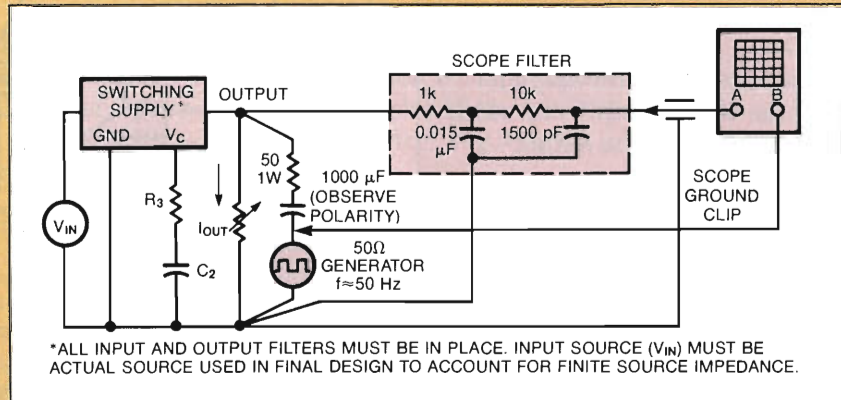 SCOPE FILTER
SWITCHING
SUPPLY*
OUTPUT
GND
VC
1k
10k
0.015
µF
1500 pF
A
B
50
1W
1000 µF
(OBSERVE
POLARITY)
SCOPE
GROUND
CLIP
R3
IOUT
VIN
C2
50Ω
GENERATOR
f≈50 Hz
*ALL INPUT AND OUTPUT FILTERS MUST BE IN PLACE. INPUT SOURCE (VIN) MUST BE
ACTUAL SOURCE USED IN FINAL DESIGN TO ACCOUNT FOR FINITE SOURCE IMPEDANCE.